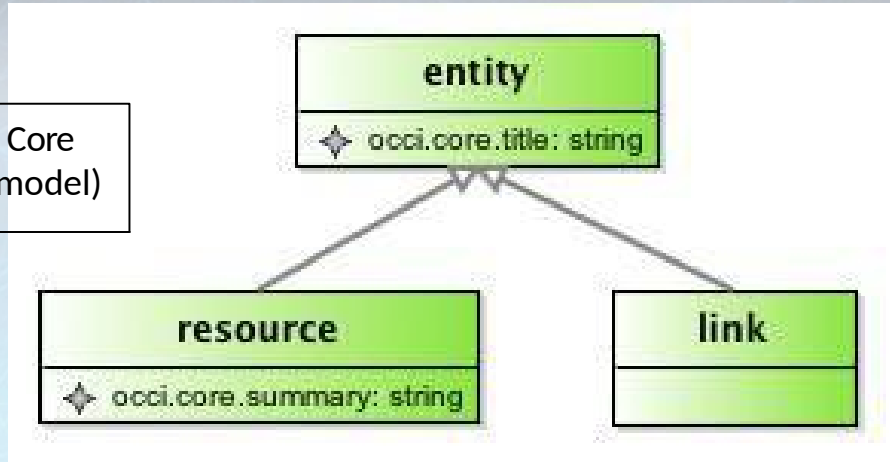 entity
occi.core.title: string
Core
model)
resource
occi.core.summary: string
link